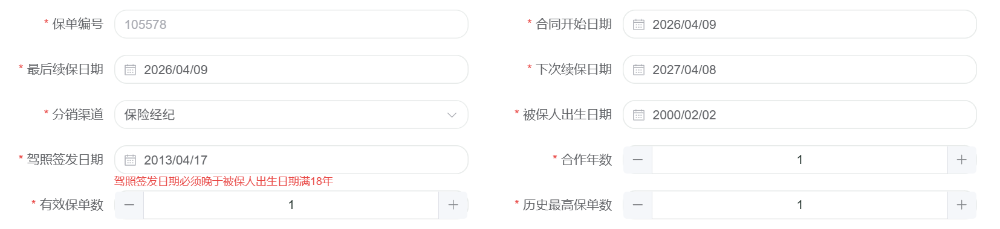 * 保单编号 105578 * 合同开始日期 2026/04/09
* 最后续保日期 2026/04/09 * 下次续保日期 2027/04/08
* 分销渠道 保险经纪 * 被保人出生日期 2000/02/02
* 驾照签发日期 2013/04/17 * 合作年数 1
驾照签发日期必须晚于被保人出生日期满18年
* 有效保单数 1 * 历史最高保单数 1